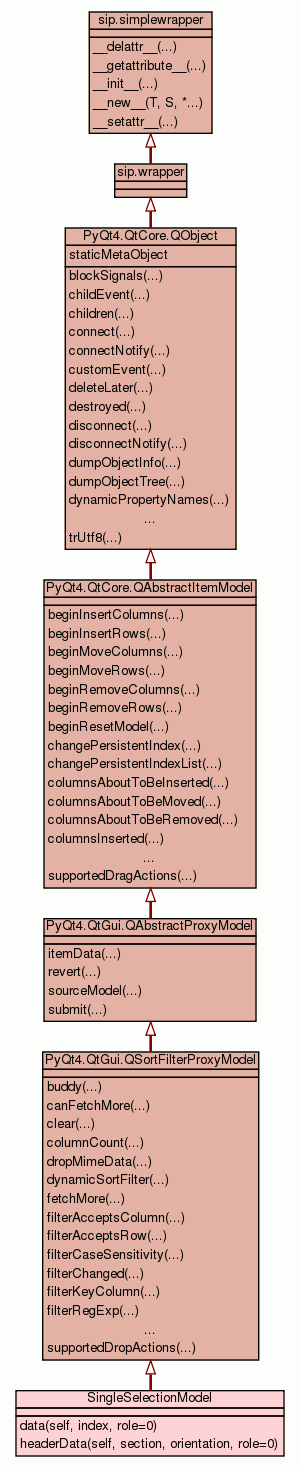 sip.simplewrapper
__delattr__(...)
__getattribute__(...)
__init__(...)
__new__(T, S, *...)
__setattr__(...)
sip.wrapper
PyQt4.QtCore.QObject
staticMetaObject
blockSignals(...)
childEvent(...)
children(...)
connect(...)
connectNotify(...)
customEvent(...)
deleteLater(...)
destroyed(...)
disconnect(...)
disconnectNotify(...)
dumpObjectInfo(...)
dumpObjectTree(...)
dynamicPropertyNames(...)
...
trUtf8(...)
PyQt4.QtCore.QAbstractItemModel
beginInsertColumns(...)
beginInsertRows(...)
beginMoveColumns(...)
beginMoveRows(...)
beginRemoveColumns(...)
beginRemoveRows(...)
beginResetModel(...)
changePersistentIndex(...)
changePersistentIndexList(...)
columnsAboutToBeInserted(...)
columnsAboutToBeMoved(...)
columnsAboutToBeRemoved(...)
columnsInserted(...)
...
supportedDragActions(...)
PyQt4.QtGui.QAbstractProxyModel
itemData(...)
revert(...)
sourceModel(...)
submit(...)
PyQt4.QtGui.QSortFilterProxyModel
buddy(...)
canFetchMore(...)
clear(...)
columnCount(...)
dropMimeData(...)
dynamicSortFilter(...)
fetchMore(...)
filterAcceptsColumn(...)
filterAcceptsRow(...)
filterCaseSensitivity(...)
filterChanged(...)
filterKeyColumn(...)
filterRegExp(...)
...
supportedDropActions(...)
SingleSelectionModel
data(self, index, role=0)
headerData(self, section, orientation, role=0)